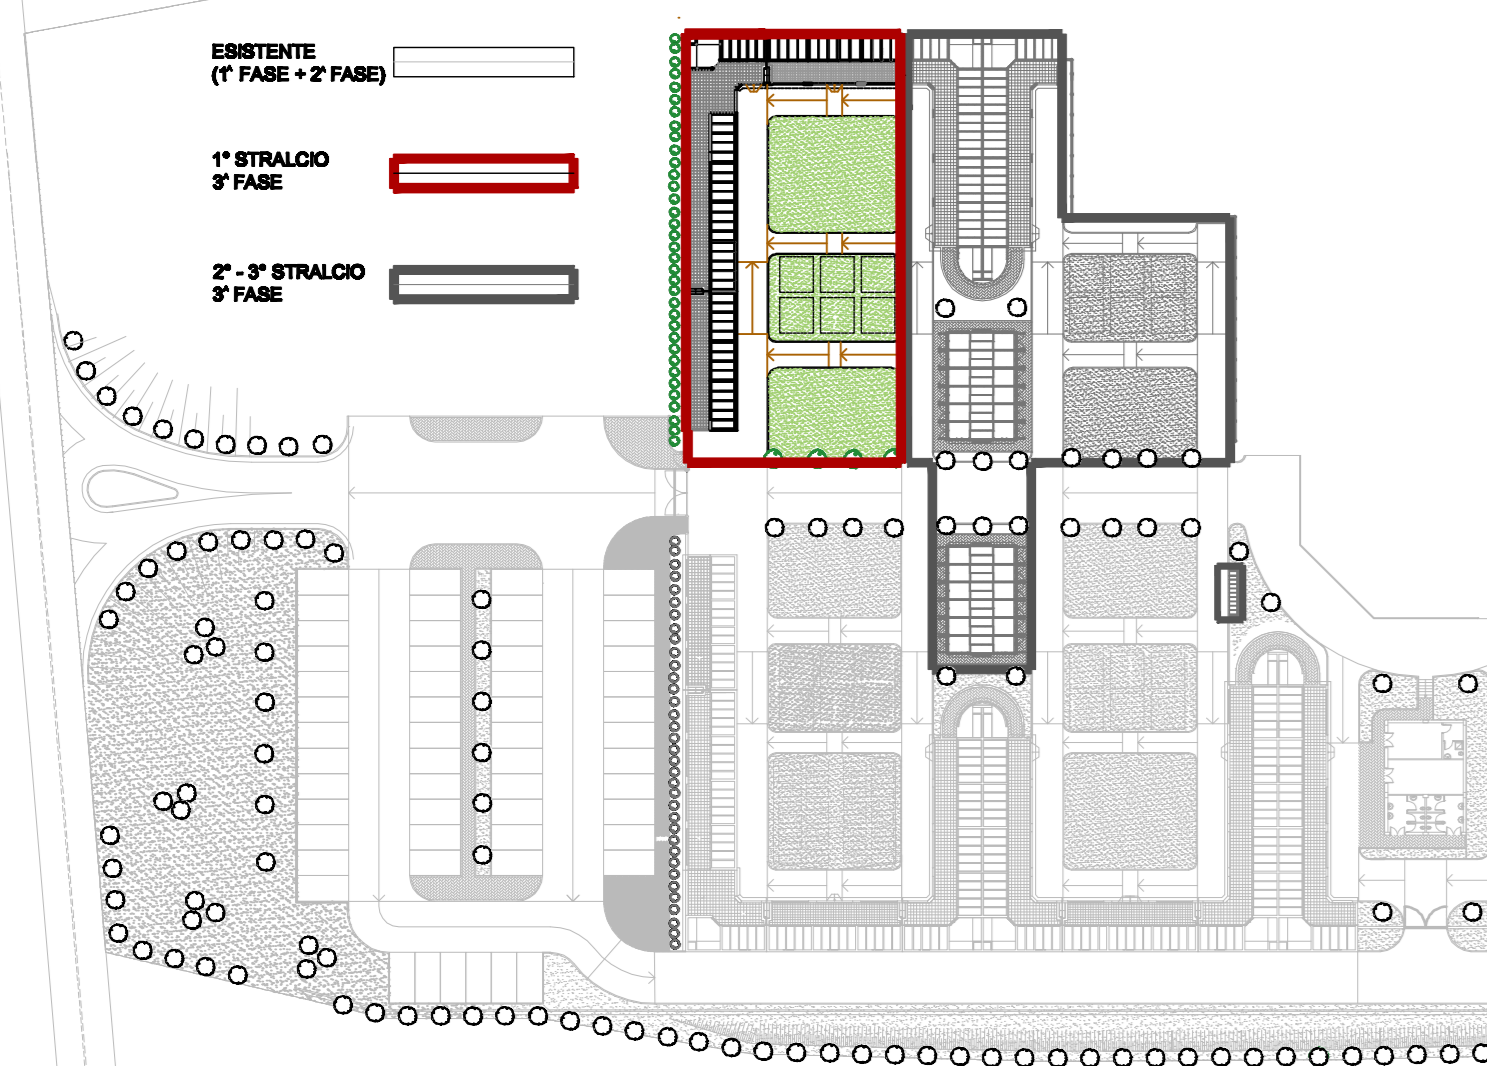 ESISTENTE
(1^ FASE + 2^ FASE)
1° STRALCIO
3^ FASE
2° - 3° STRALCIO
3^ FASE